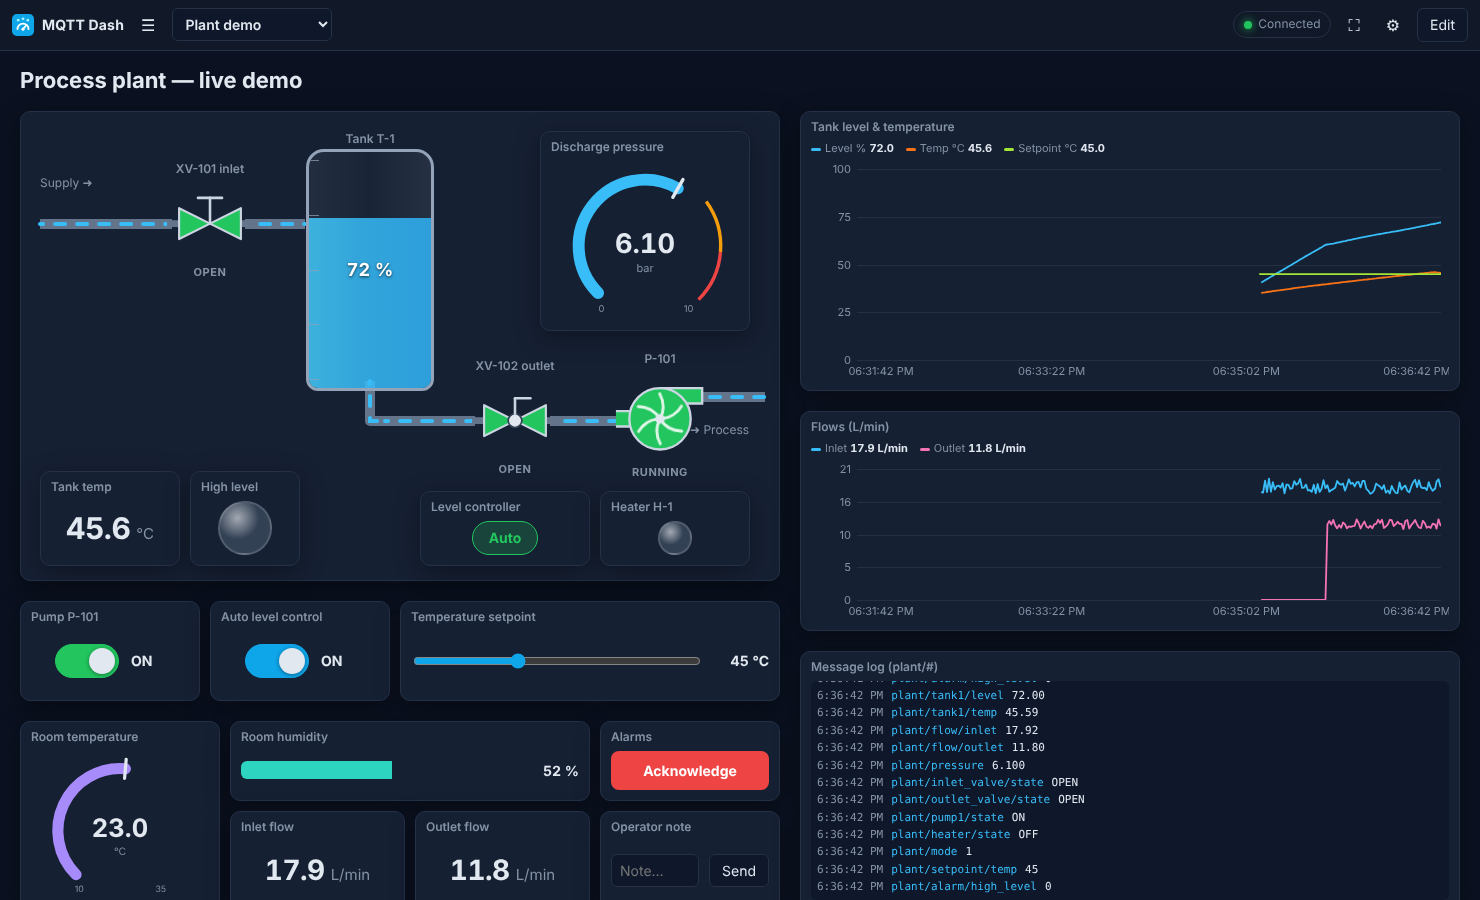 MQTT Dash
☰
Plant demo
Connected
Edit
Process plant — live demo
Tank T-1
XV-101 inlet
Supply ➜
OPEN
72 %
Discharge pressure
6.10
bar
0
10
XV-102 outlet
OPEN
P-101
➜ Process
RUNNING
Tank temp
45.6 °C
High level
Level controller
Auto
Heater H-1
Pump P-101
ON
Auto level control
ON
Temperature setpoint
45 °C
Room temperature
23.0
°C
10
35
Room humidity
52 %
Alarms
Acknowledge
Inlet flow
17.9 L/min
Outlet flow
11.8 L/min
Operator note
Note...
Send
Tank level & temperature
Level % 72.0 Temp °C 45.6 Setpoint °C 45.0
100
75
50
25
0
06:31:42 PM 06:33:22 PM 06:35:02 PM 06:36:42 PM
Flows (L/min)
Inlet 17.9 L/min Outlet 11.8 L/min
21
16
10
5
0
06:31:42 PM 06:33:22 PM 06:35:02 PM 06:36:42 PM
Message log (plant/#)
6:36:42 PM plant/tank1/level 72.00
6:36:42 PM plant/tank1/temp 45.59
6:36:42 PM plant/flow/inlet 17.92
6:36:42 PM plant/flow/outlet 11.80
6:36:42 PM plant/pressure 6.100
6:36:42 PM plant/inlet_valve/state OPEN
6:36:42 PM plant/outlet_valve/state OPEN
6:36:42 PM plant/pump1/state ON
6:36:42 PM plant/heater/state OFF
6:36:42 PM plant/mode 1
6:36:42 PM plant/setpoint/temp 45
6:36:42 PM plant/alarm/high_level 0